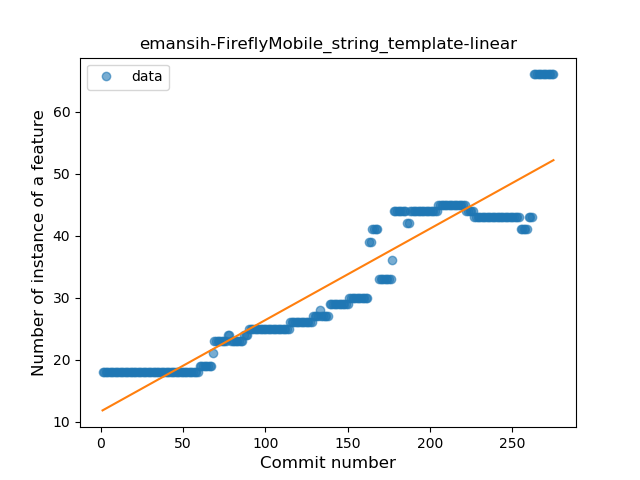 emansih-FireflyMobile_string_template-linear
data
Number of instance of a feature
60
50
40
30
20
10
0 50 100 150 200 250
Commit number